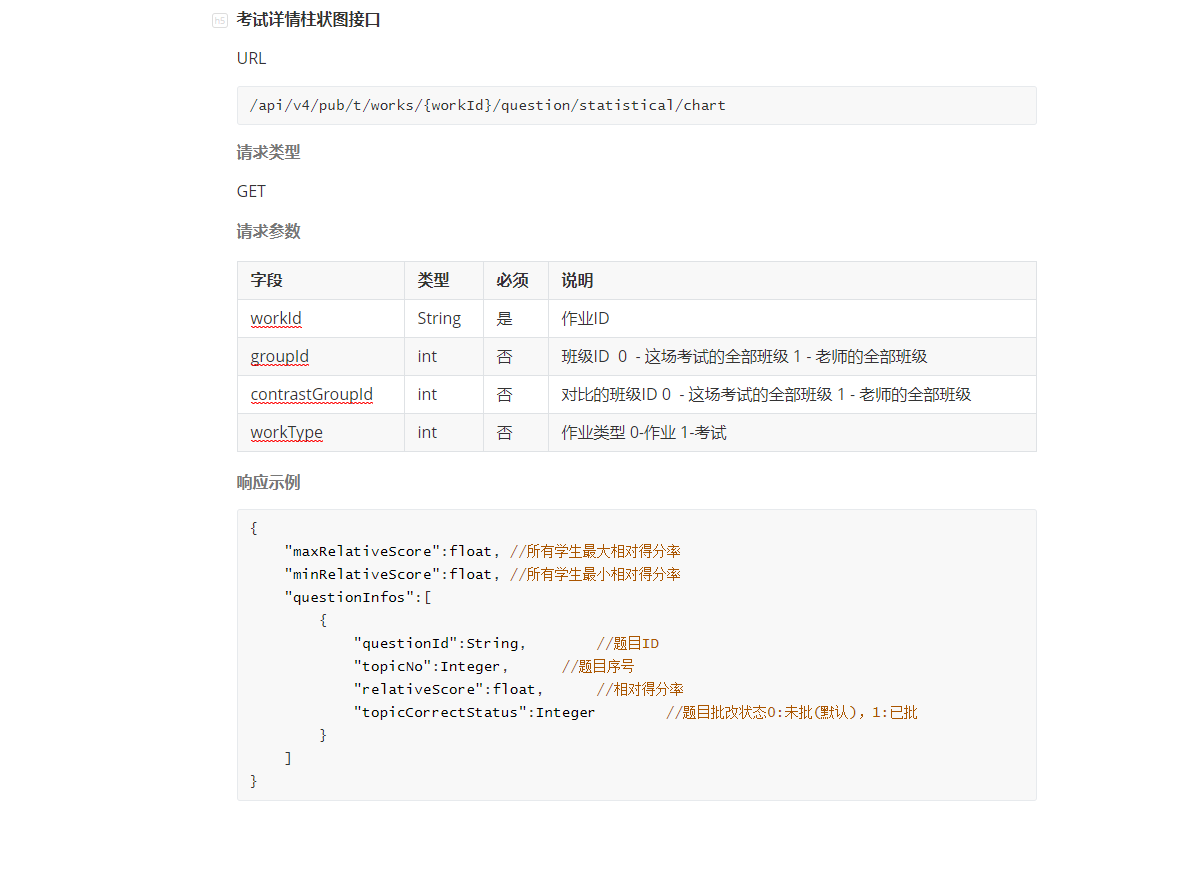 h5 考试详情柱状图接口
URL
/api/v4/pub/t/works/{workId}/question/statistical/chart
请求类型
GET
请求参数
字段 类型 必须 说明
workId String 是 作业ID
groupId int 否 班级ID 0 - 这场考试的全部班级 1 - 老师的全部班级
contrastGroupId int 否 对比的班级ID 0 - 这场考试的全部班级 1 - 老师的全部班级
workType int 否 作业类型 0-作业 1-考试
响应示例
{
"maxRelativeScore":float, //所有学生最大相对得分率
"minRelativeScore":float, //所有学生最小相对得分率
"questionInfos":[
{
"questionId":String, //题目ID
"topicNo":Integer, //题目序号
"relativeScore":float, //相对得分率
"topicCorrectStatus":Integer //题目批改状态0:未批(默认), 1:已批
}
]
}